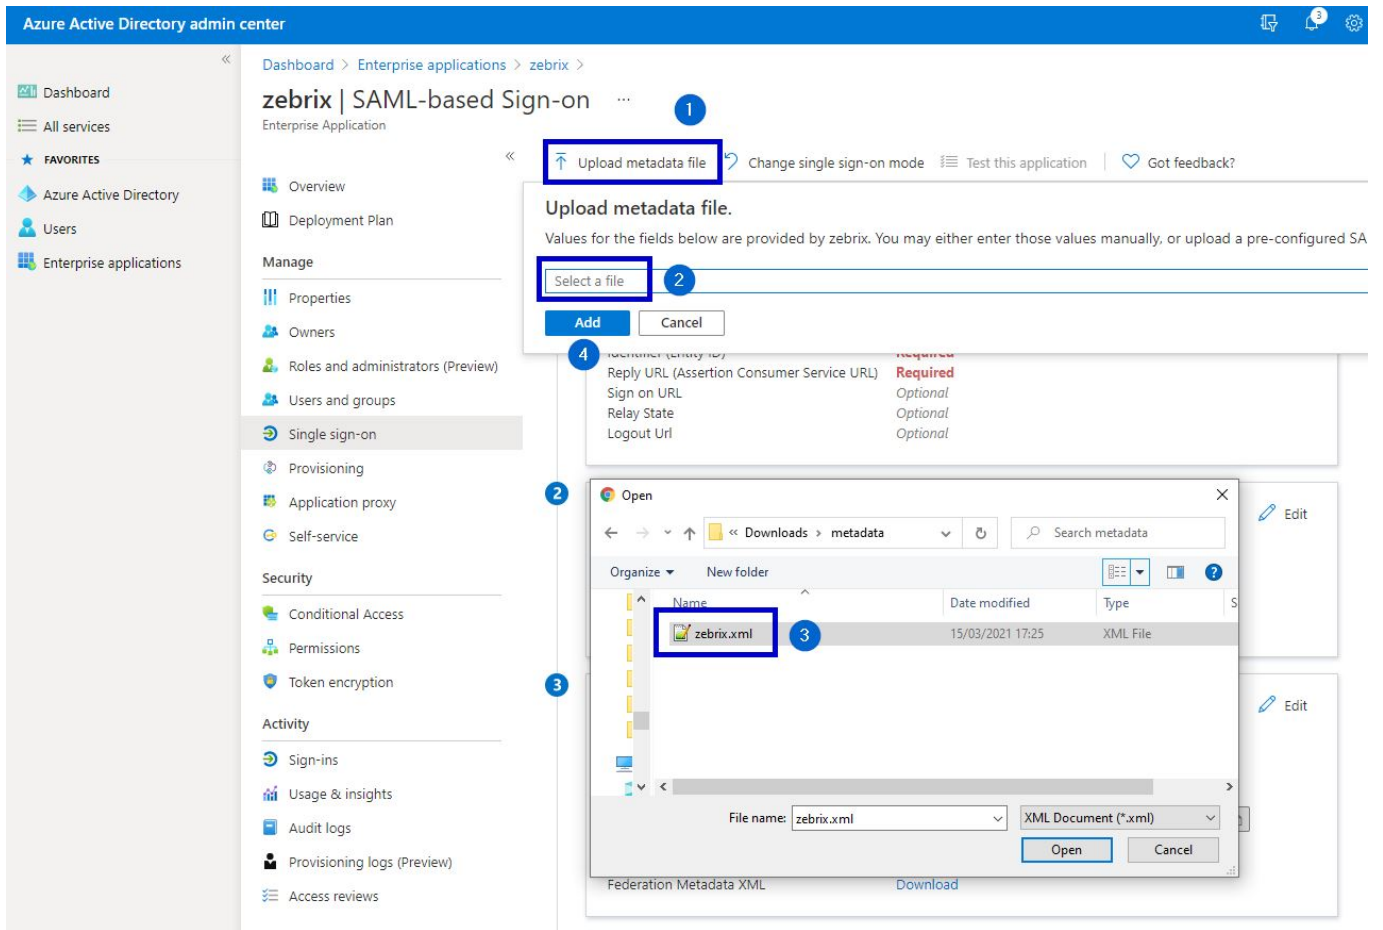 Azure Active Directory admin center
3
«
Dashboard
All services
FAVORITES
Azure Active Directory
Users
Enterprise applications
Dashboard > Enterprise applications > zebrix >
zebrix | SAML-based Sign-on ...
Enterprise Application
«
Overview
Deployment Plan
Manage
Properties
Owners
Roles and administrators (Preview)
Users and groups
Single sign-on
Provisioning
Application proxy
Self-service
Security
Conditional Access
Permissions
Token encryption
Activity
Sign-ins
Usage & insights
Audit logs
Provisioning logs (Preview)
Access reviews
1
Upload metadata file Change single sign-on mode Test this application Got feedback?
Upload metadata file.
Values for the fields below are provided by zebrix. You may either enter those values manually, or upload a pre-configured SA
Select a file 2
Add Cancel
4
Identifier (Entity ID) Required
Reply URL (Assertion Consumer Service URL) Required
Sign on URL Optional
Relay State Optional
Logout Url Optional
2
Edit
3
Edit
Open
« Downloads > metadata
Search metadata
Organize New folder
Name Date modified Type S
zebrix.xml 3 15/03/2021 17:25 XML File
File name: zebrix.xml XML Document (*.xml)
Open Cancel
Federation Metadata XML Download